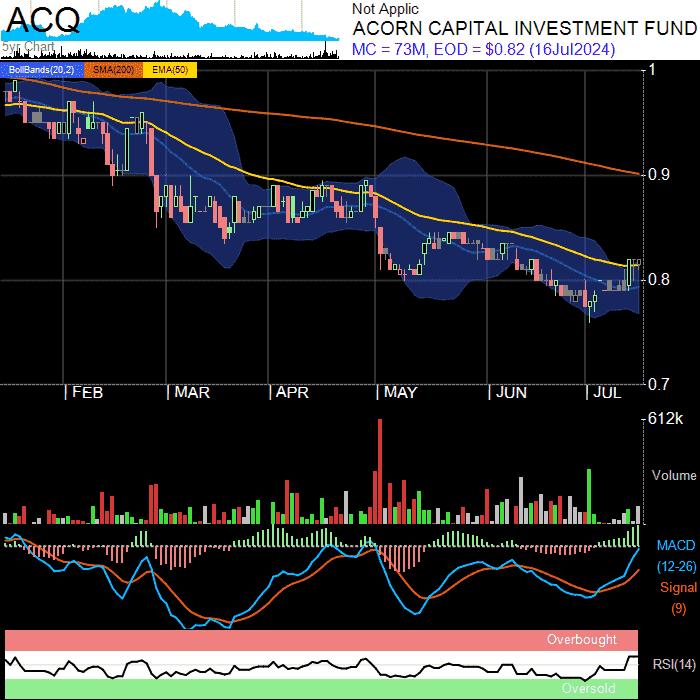 ACQ
5yr Chart
Not Applic
ACORN CAPITAL INVESTMENT FUND
MC = 73M, EOD = $0.82 (16Jul2024)
BollBands(20,2) SMA(200) EMA(50)
1
0.9
0.8
0.7
FEB MAR APR MAY JUN JUL
612k
Volume
MACD
(12-26)
Signal
(9)
Overbought
RSI(14)
Oversold